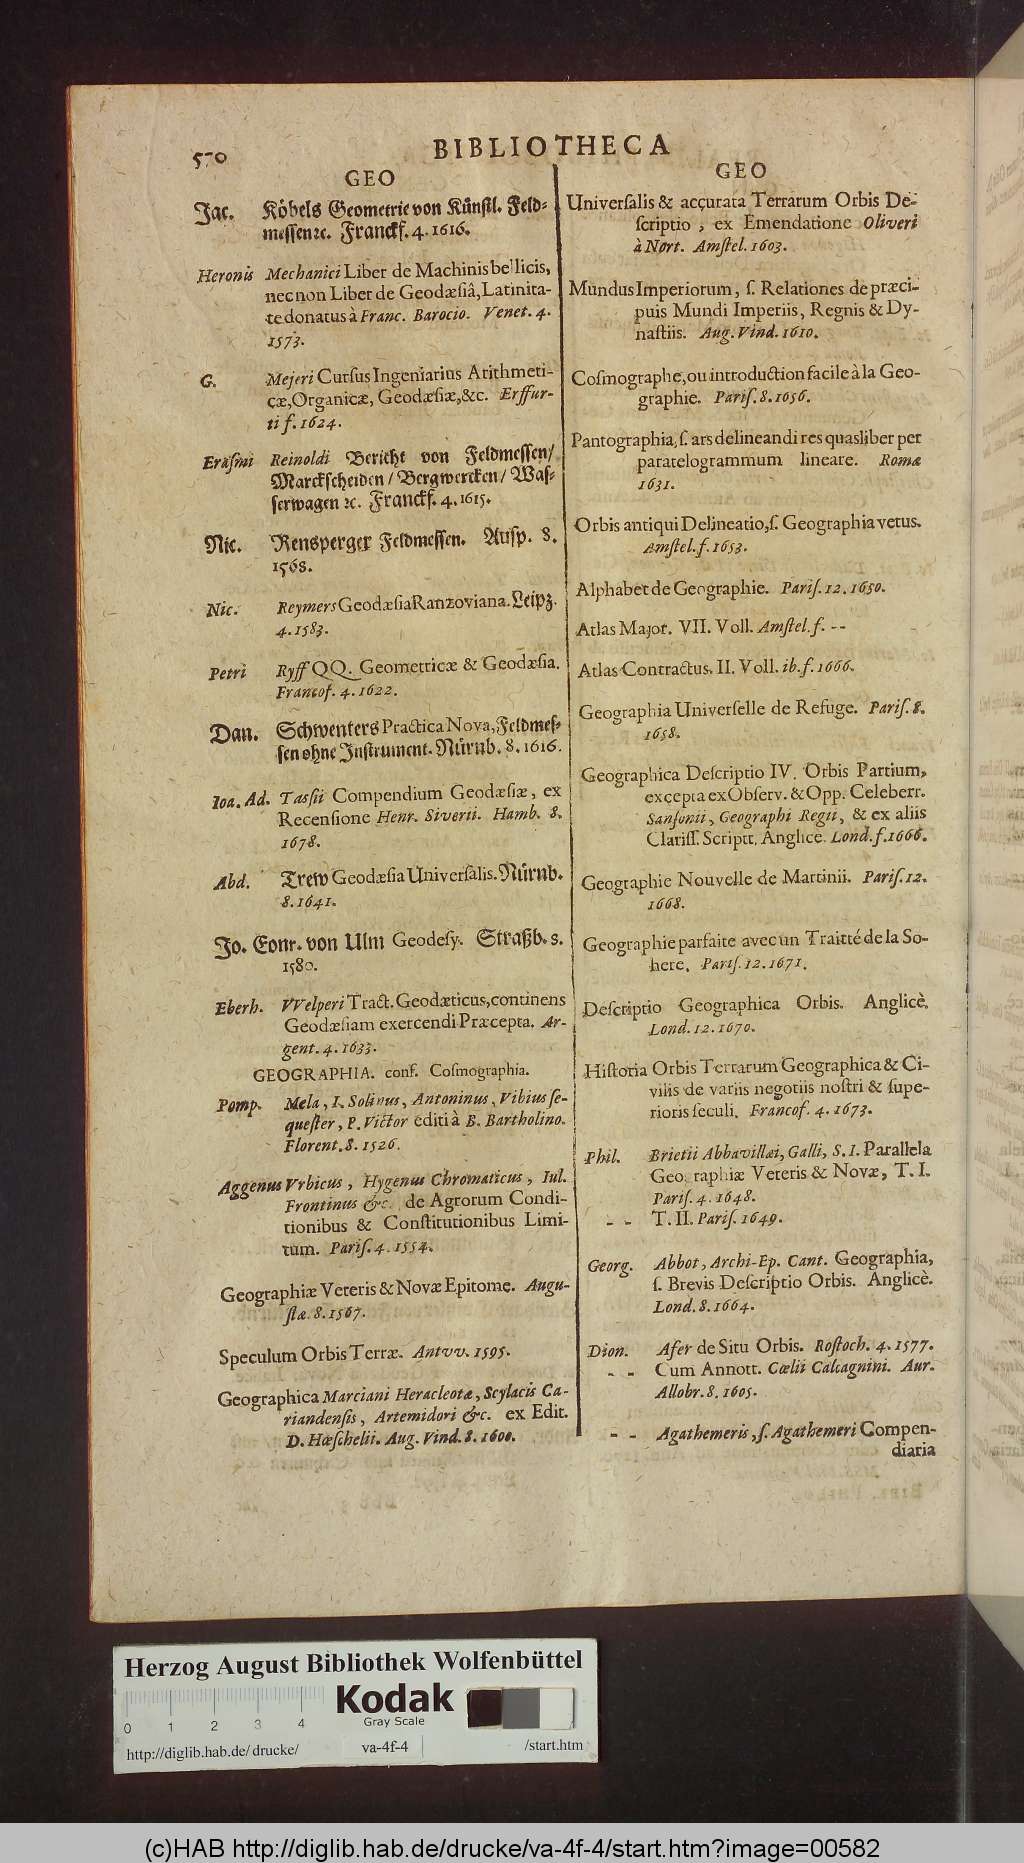 570
BIBLIOTHECA
GEO
Jac. Köbels Geometrie von Künstl. Feld-
messen ꝛc. Franckf. 4. 1616.
Heronis Mechanici Liber de Machinis bellicis,
nec non Liber de Geodæsiâ, Latinita-
te donatus à Franc. Barocio. Venet. 4.
1573.
G. Mejeri Cursus Ingeniarius Arithmeti-
cæ, Organicæ, Geodæsiæ, &c. Erffur-
ti f. 1624.
Erasmi Reinoldi Bericht von Feldmessen/
Marckscheiden / Bergwercken / Was-
serwagen ꝛc. Franckf. 4. 1615.
Nic. Rensperger Feldmessen. Ausp. 8.
1568.
Nic. Reymers Geodæsia Ranzoviana. Leipz.
4. 1583.
Petri Ryff QQ. Geometricæ & Geodæsia.
Francof. 4. 1622.
Dan. Schwenters Practica Nova, Feldmes-
sen ohne Instrument. Nürnb. 8. 1616.
Ioa. Ad. Tassii Compendium Geodæsiæ, ex
Recensione Henr. Siverii. Hamb. 8.
1678.
Abd. Trew Geodæsia Universalis. Nürnb.
8. 1641.
Jo. Conr. von Ulm Geodesy. Straßb. 8.
1580.
Eberh. VVelperi Tract. Geodæticus, continens
Geodæsiam exercendi Præcepta. Ar-
gent. 4. 1633.
GEOGRAPHIA. conf. Cosmographia.
Pomp. Mela, I. Solinus, Antoninus, Vibius se-
quester, P. Victor editi à B. Bartholino.
Florent. 8. 1526.
Aggenus Vrbicus, Hygenus Chromaticus, Iul.
Frontinus &c. de Agrorum Condi-
tionibus & Constitutionibus Limi-
tum. Paris. 4. 1554.
Geographiæ Veteris & Novæ Epitome. Augu-
stæ. 8. 1567.
Speculum Orbis Terræ. Antvv. 1595.
Geographica Marciani Heracleotæ, Scylacis Ca-
riandensis, Artemidori &c. ex Edit.
D. Hæschelii. Aug. Vind. 8. 1600.
GEO
Universalis & accurata Terrarum Orbis De-
scriptio, ex Emendatione Oliveri
à Nort. Amstel. 1603.
Mundus Imperiorum, s. Relationes de præci-
puis Mundi Imperiis, Regnis & Dy-
nastiis. Aug. Vind. 1610.
Cosmographe, ou introduction facile à la Geo-
graphie. Paris. 8. 1656.
Pantographia, s. ars delineandi res quasliber per
paratelogrammum lineare. Romæ
1631.
Orbis antiqui Delineatio, s. Geographia vetus.
Amstel. f. 1653.
Alphabet de Geographie. Paris. 12. 1650.
Atlas Major. VII. Voll. Amstel. f. --
Atlas Contractus. II. Voll. ib. f. 1666.
Geographia Universelle de Refuge. Paris. 8.
1658.
Geographica Descriptio IV. Orbis Partium,
excepta ex Observ. & Opp. Celeberr.
Sansonii, Geographi Regii, & ex aliis
Clariss. Scriptt. Anglice. Lond. f. 1666.
Geographie Nouvelle de Martinii. Paris. 12.
1668.
Geographie parfaite avec un Traitté de la So-
here. Paris. 12. 1671.
Descriptio Geographica Orbis. Anglicè.
Lond. 12. 1670.
Historia Orbis Terrarum Geographica & Ci-
vilis de variis negotiis nostri & supe-
rioris seculi. Francof. 4. 1673.
Phil. Brietii Abbavillæi, Galli, S. I. Parallela
Geographiæ Veteris & Novæ, T. I.
Paris. 4. 1648.
- - T. II. Paris. 1649.
Georg. Abbot, Archi-Ep. Cant. Geographia,
s. Brevis Descriptio Orbis. Anglicè.
Lond. 8. 1664.
Dion. Afer de Situ Orbis. Rostoch. 4. 1577.
- - Cum Annott. Cœlii Calcagnini. Aur.
Allobr. 8. 1605.
- - Agathemeris, s. Agathemeri Compen-
diaria
Herzog August Bibliothek Wolfenbüttel
Kodak
Gray Scale
0 1 2 3 4
http://diglib.hab.de/drucke/ va-4f-4 /start.htm
(c)HAB http://diglib.hab.de/drucke/va-4f-4/start.htm?image=00582